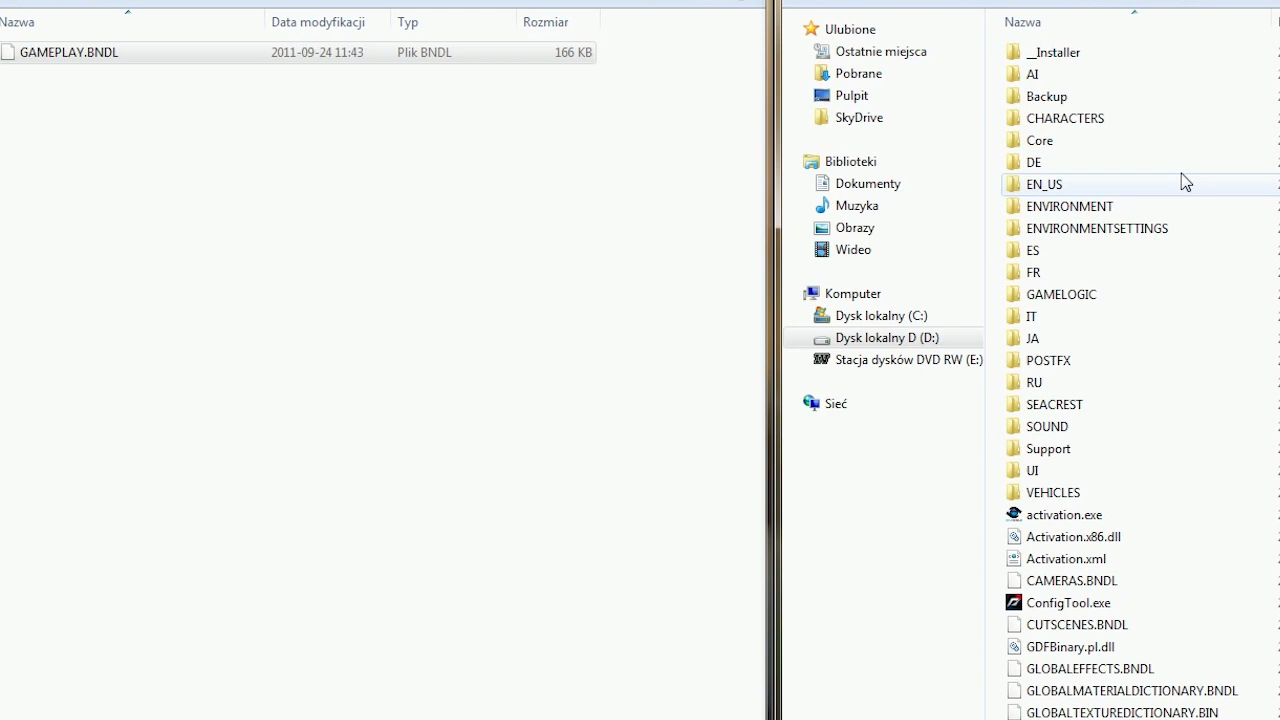 Nazwa Data modyfikacji Typ Rozmiar
GAMEPLAY.BNDL 2011-09-24 11:43 Plik BNDL 166 KB
Ulubione
Ostatnie miejsca
Pobrane
Pulpit
SkyDrive
Biblioteki
Dokumenty
Muzyka
Obrazy
Wideo
Komputer
Dysk lokalny (C:)
Dysk lokalny D (D:)
Stacja dysków DVD RW (E:)
Sieć
Nazwa
__Installer
AI
Backup
CHARACTERS
Core
DE
EN_US
ENVIRONMENT
ENVIRONMENTSETTINGS
ES
FR
GAMELOGIC
IT
JA
POSTFX
RU
SEACREST
SOUND
Support
UI
VEHICLES
activation.exe
Activation.x86.dll
Activation.xml
CAMERAS.BNDL
ConfigTool.exe
CUTSCENES.BNDL
GDFBinary.pl.dll
GLOBALEFFECTS.BNDL
GLOBALMATERIALDICTIONARY.BNDL
GLOBALTEXTUREDICTIONARY.BIN